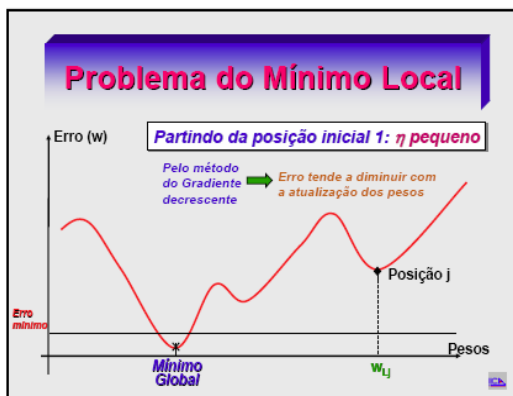 Problema do Mínimo Local
Erro (w)
Partindo da posição inicial 1: η pequeno
Pelo método
do Gradiente
decrescente
Erro tende a diminuir com
a atualização dos pesos
Posição j
Erro
mínimo
Pesos
Mínimo
Global
wLj